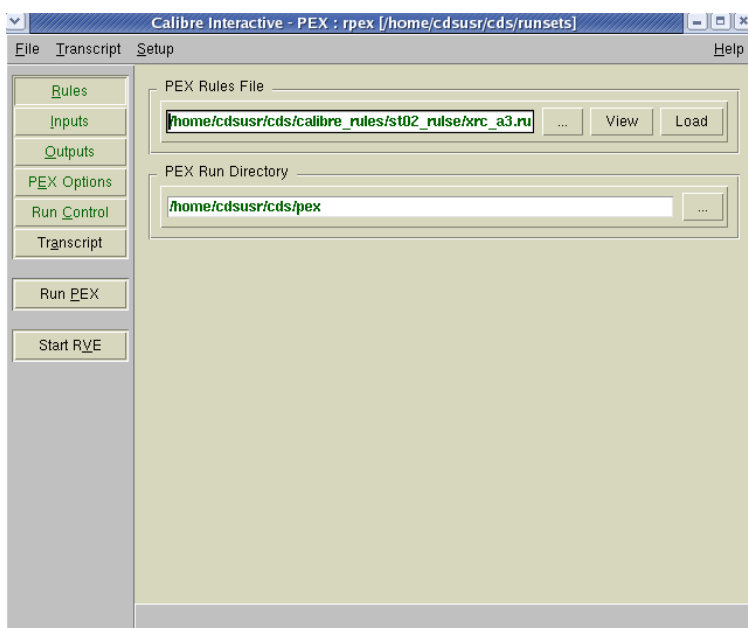 Calibre Interactive - PEX : rpex [/home/cdsusr/cds/runsets]
File Transcript Setup Help
Rules
Inputs
Outputs
PEX Options
Run Control
Transcript
Run PEX
Start RVE
PEX Rules File
/home/cdsusr/cds/calibre_rules/st02_rulse/xrc_a3.ru ... View Load
PEX Run Directory
/home/cdsusr/cds/pex ...